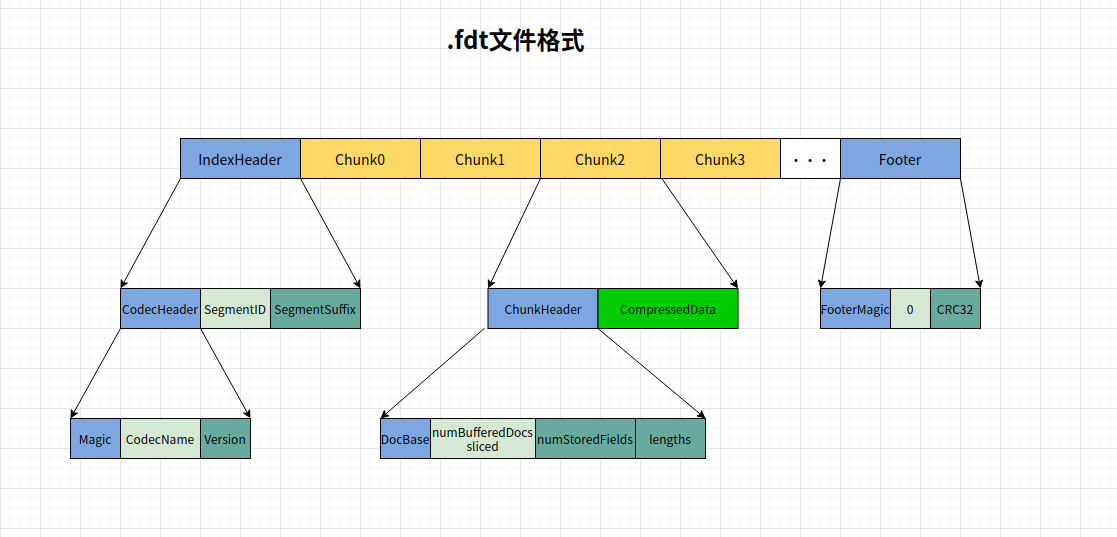 .fdt文件格式
IndexHeader
Chunk0
Chunk1
Chunk2
Chunk3
· · ·
Footer
CodecHeader
SegmentID
SegmentSuffix
ChunkHeader
CompressedData
FooterMagic
0
CRC32
Magic
CodecName
Version
DocBase
numBufferedDocs
sliced
numStoredFields
lengths